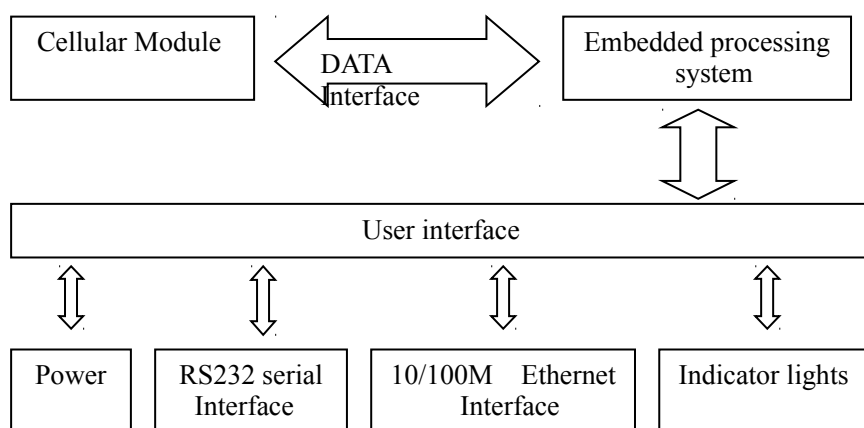 Cellular Module
DATA
Interface
Embedded processing
system
User interface
Power
RS232 serial
Interface
10/100M Ethernet
Interface
Indicator lights